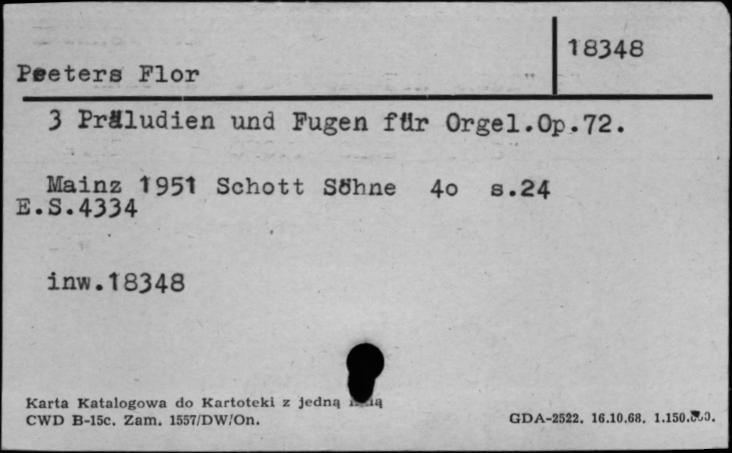 18348
Peeters Flor
3 Präludien und Fugen für Orgel.Op.72.
Mainz 1951 Schott Söhne 4o s.24
E.S.4334
inw.18348
Karta Katalogowa do Kartoteki z jedną
CWD B-15c. Zam. 1557/DW/On.
GDA-2522. 16.10.68.